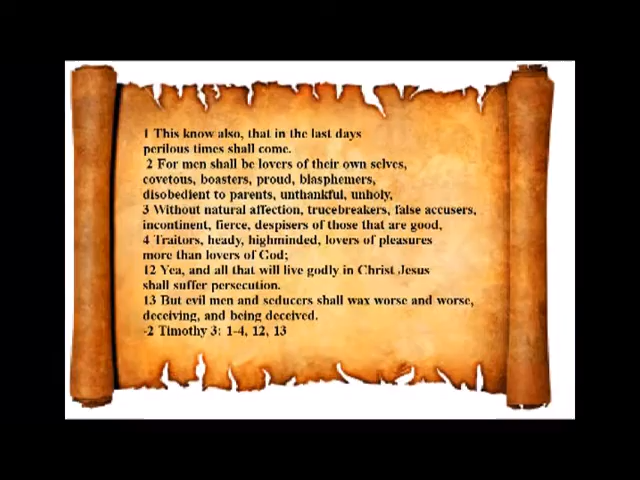 1 This know also, that in the last days
perilous times shall come.
2 For men shall be lovers of their own selves,
covetous, boasters, proud, blasphemers,
disobedient to parents, unthankful, unholy,
3 Without natural affection, trucebreakers, false accusers,
incontinent, fierce, despisers of those that are good,
4 Traitors, heady, highminded, lovers of pleasures
more than lovers of God;
12 Yea, and all that will live godly in Christ Jesus
shall suffer persecution.
13 But evil men and seducers shall wax worse and worse,
deceiving, and being deceived.
-2 Timothy 3: 1-4, 12, 13